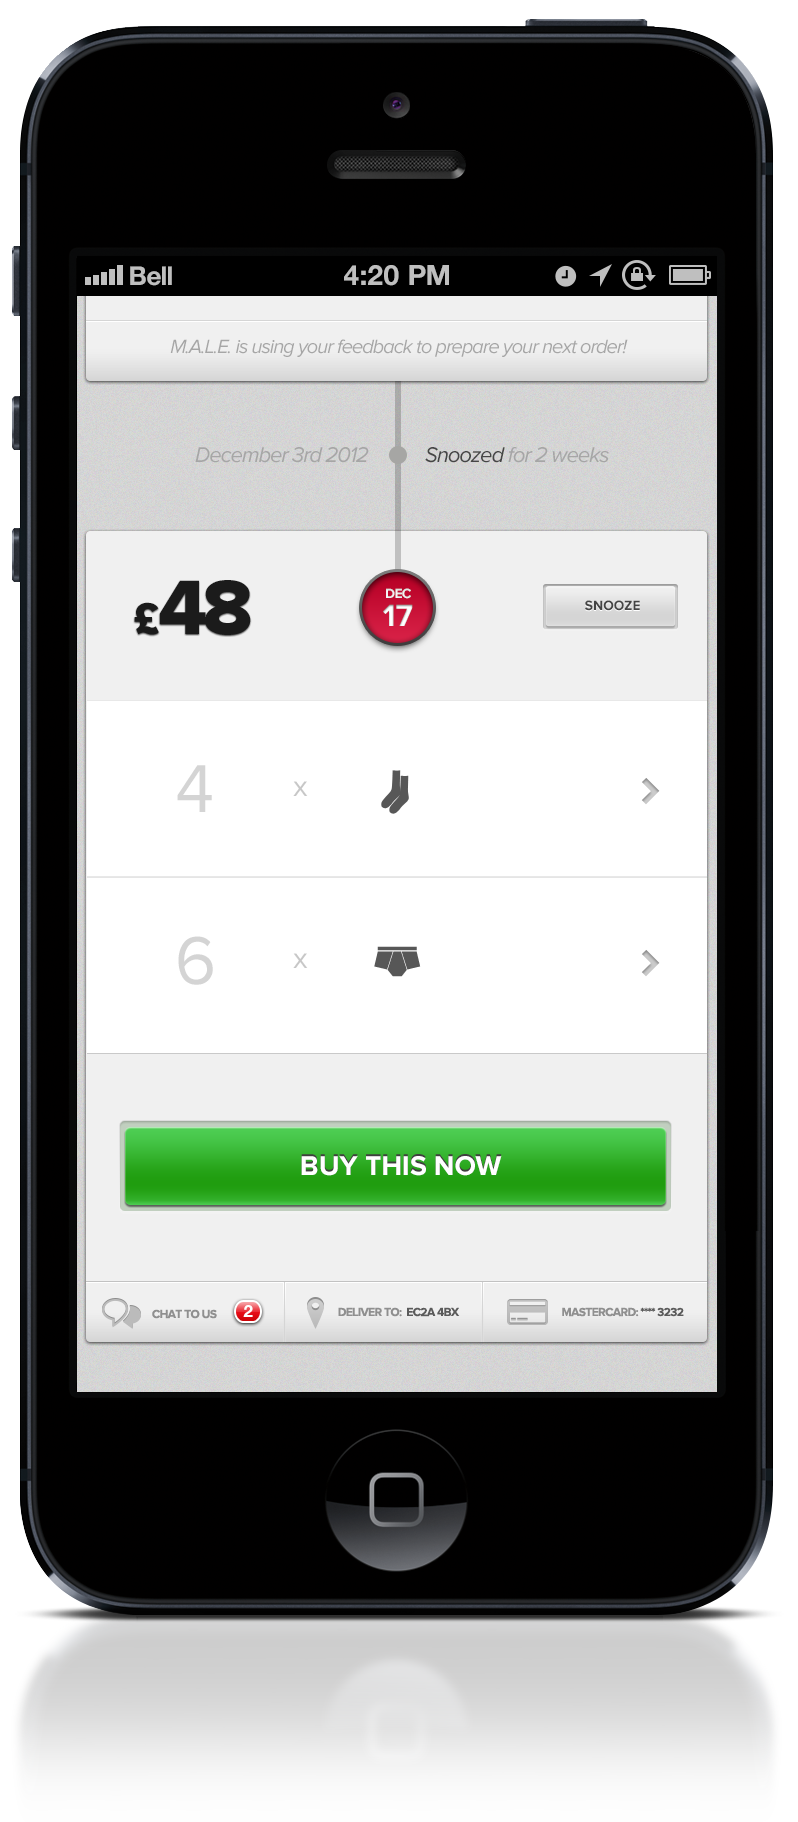 Bell 4:20 PM
M.A.L.E. is using your feedback to prepare your next order!
December 3rd 2012 Snoozed for 2 weeks
£48 DEC 17 SNOOZE
4 x
6 x
BUY THIS NOW
CHAT TO US 2 DELIVER TO: EC2A 4BX MASTERCARD: **** 3232